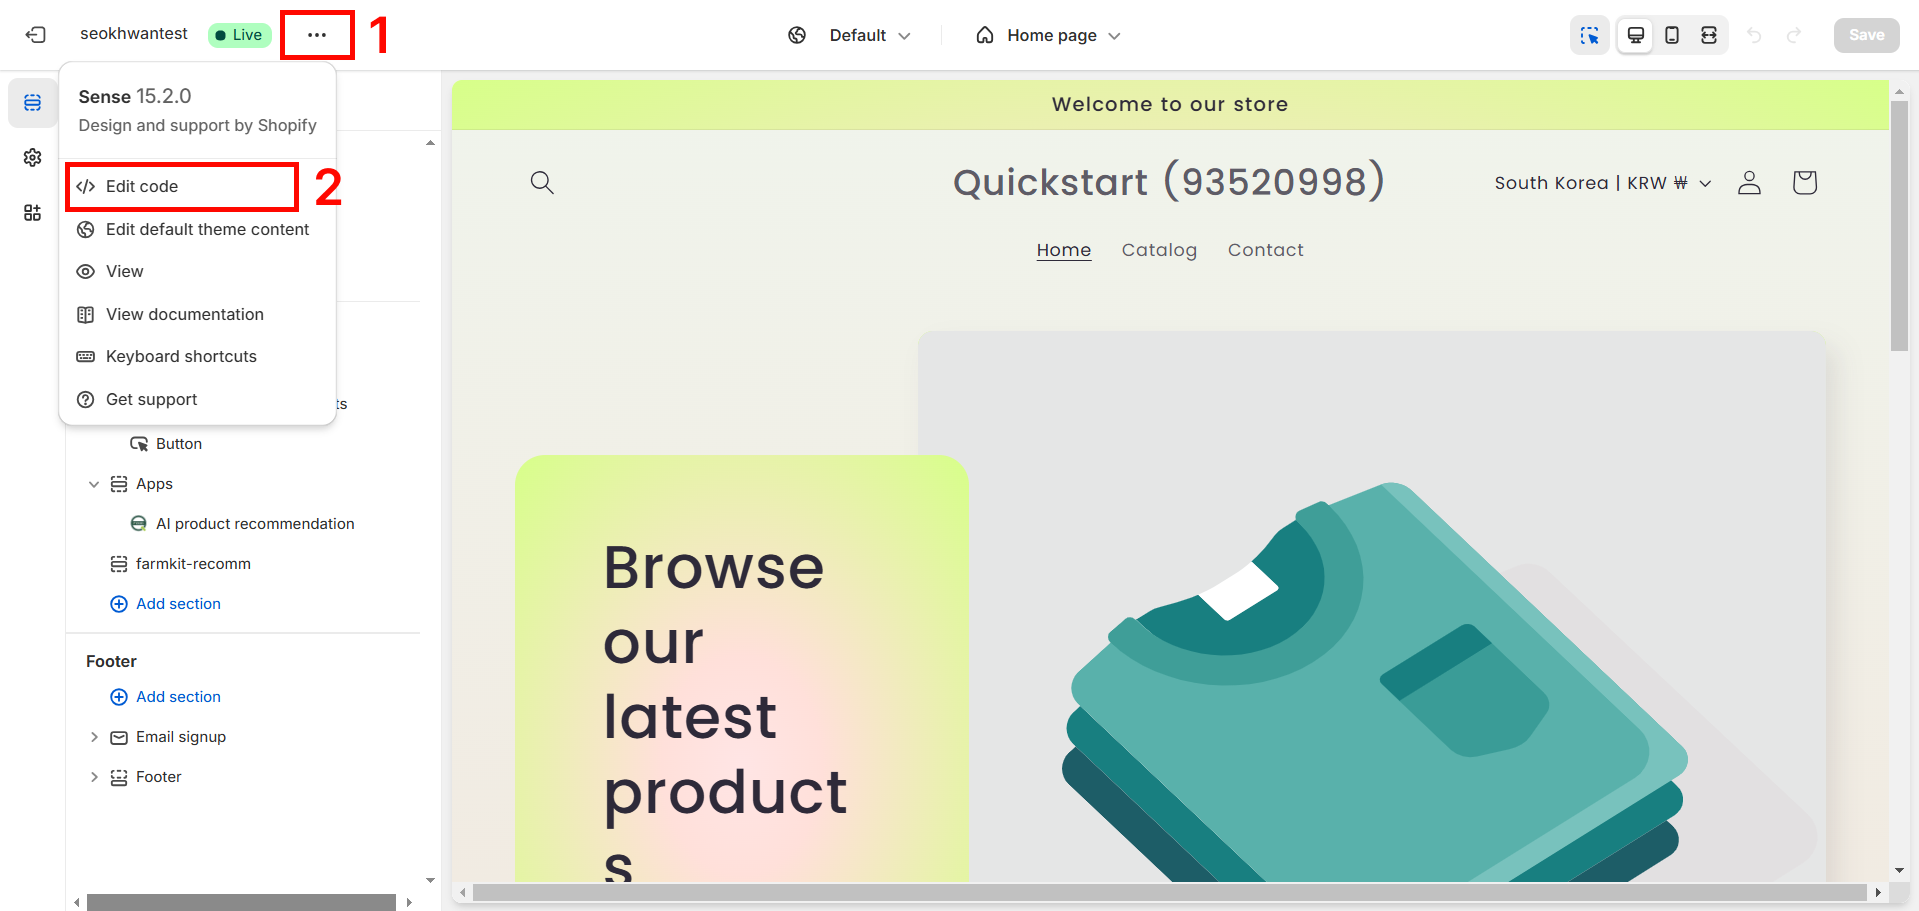 seokhwantest
Live
1
Default
Home page
Save
Sense 15.2.0
Design and support by Shopify
Edit code
2
Edit default theme content
View
View documentation
Keyboard shortcuts
Get support
ts
Button
Apps
AI product recommendation
farmkit-recomm
Add section
Footer
Add section
Email signup
Footer
Welcome to our store
Quickstart (93520998)
South Korea | KRW ₩
Home
Catalog
Contact
Browse
our
latest
product
s